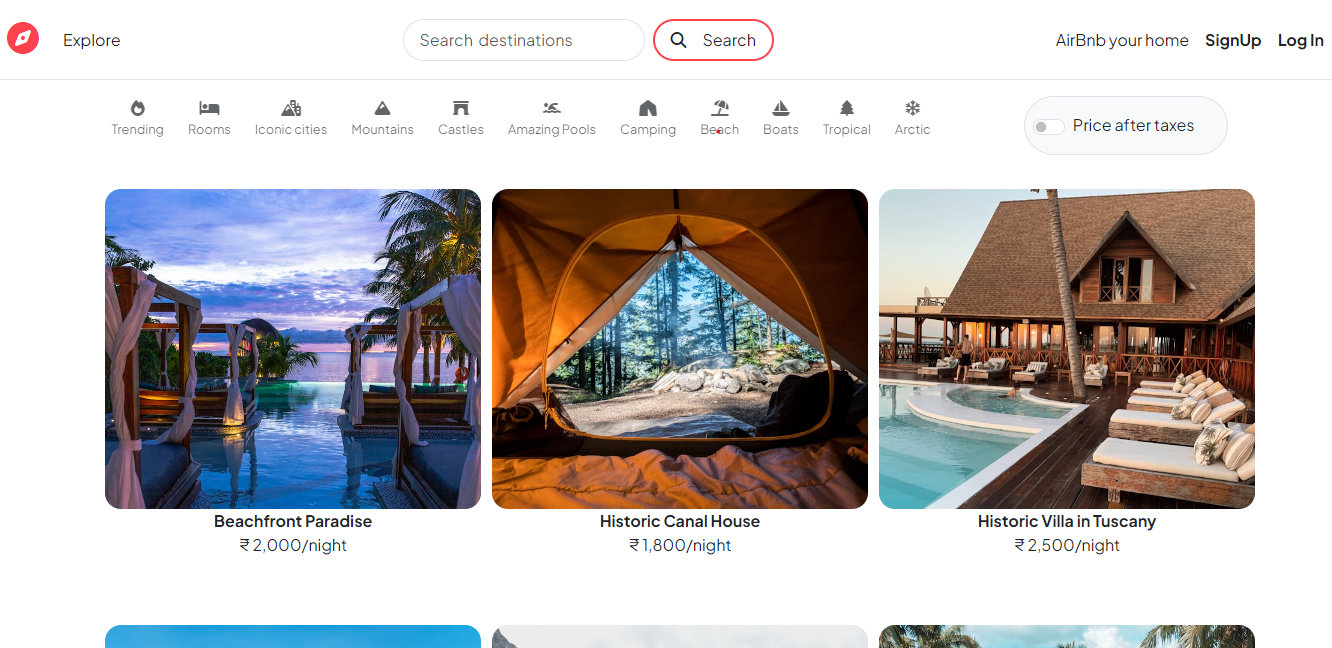 Explore
Search destinations
Search
AirBnb your home
SignUp
Log In
Trending
Rooms
Iconic cities
Mountains
Castles
Amazing Pools
Camping
Beach
Boats
Tropical
Arctic
Price after taxes
Beachfront Paradise
₹ 2,000/night
Historic Canal House
₹ 1,800/night
Historic Villa in Tuscany
₹ 2,500/night